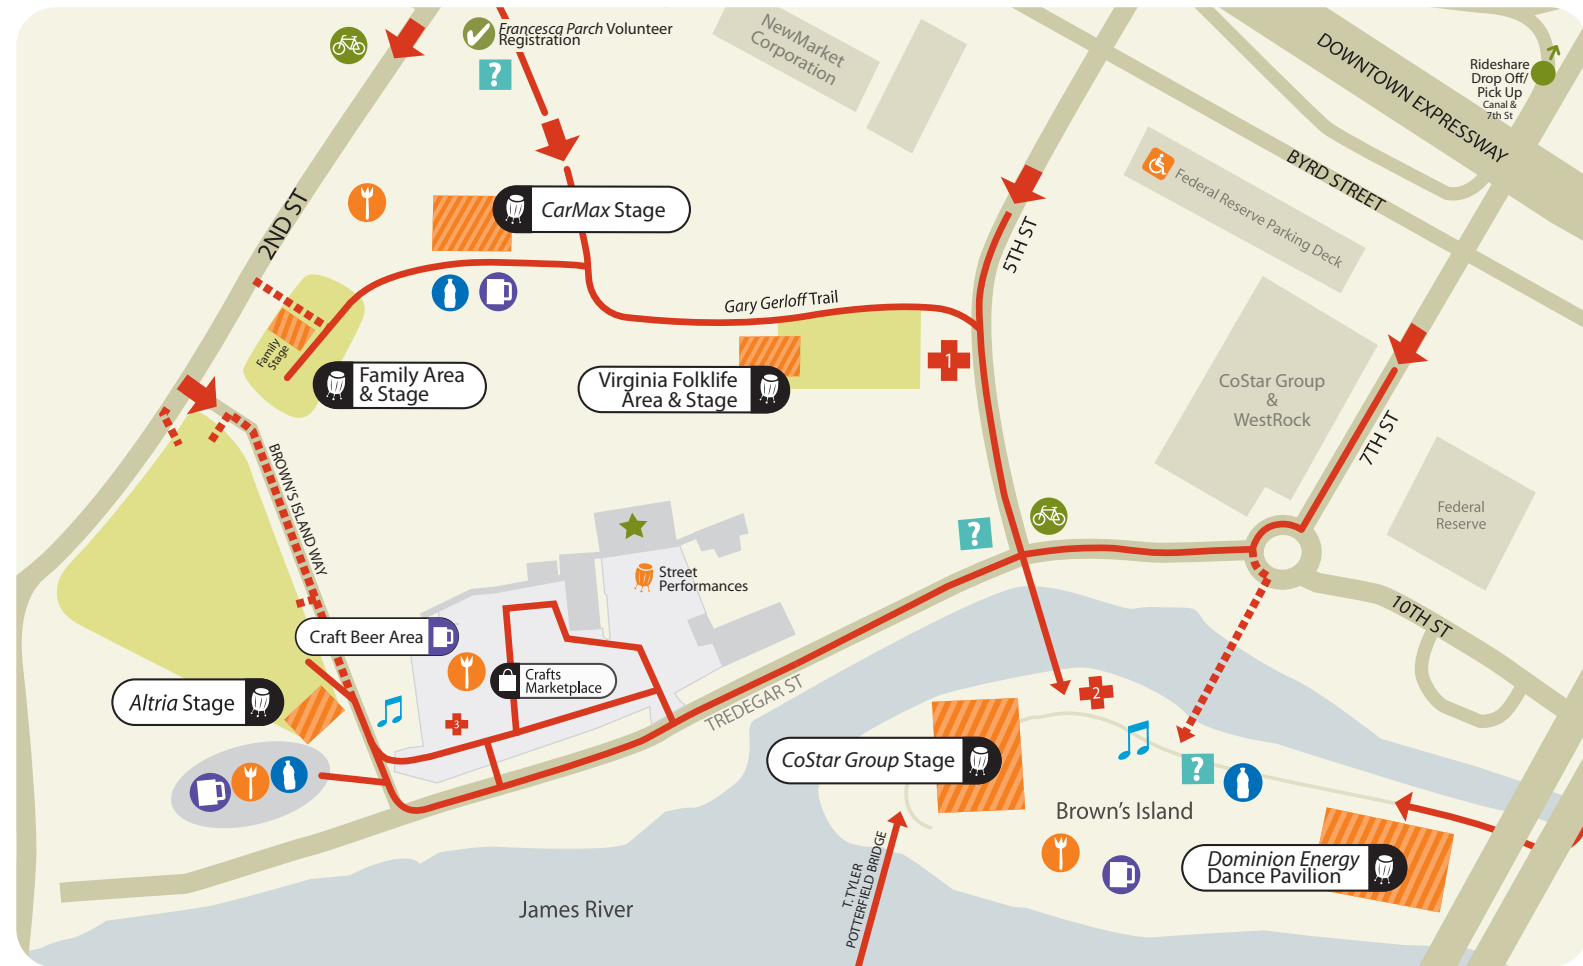 Francesca Parch Volunteer
Registration
?
NewMarket
Corporation
DOWNTOWN EXPRESSWAY
Rideshare
Drop Off/
Pick Up
Canal &
7th St
BYRD STREET
Federal Reserve Parking Deck
2ND ST
CarMax Stage
5TH ST
Gary Gerloff Trail
Family
Stage
Family Area
& Stage
Virginia Folklife
Area & Stage
1
CoStar Group
&
WestRock
7TH ST
Federal
Reserve
BROWN'S ISLAND WAY
?
Street
Performances
10TH ST
Craft Beer Area
Crafts
Marketplace
Altria Stage
3
TREDEGAR ST
2
CoStar Group Stage
?
Brown's Island
Dominion Energy
Dance Pavilion
T. TYLER
POTTERFIELD BRIDGE
James River